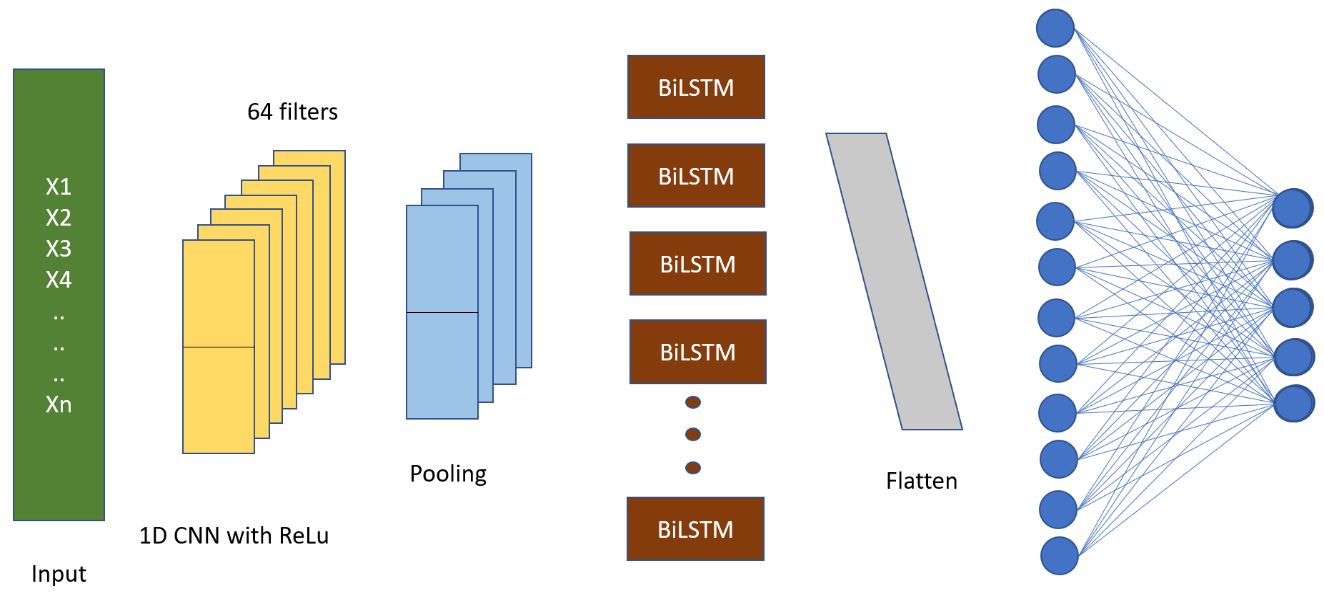 X1
X2
X3
X4
..
..
..
Xn
Input
64 filters
1D CNN with ReLu
Pooling
BiLSTM
BiLSTM
BiLSTM
BiLSTM
BiLSTM
Flatten